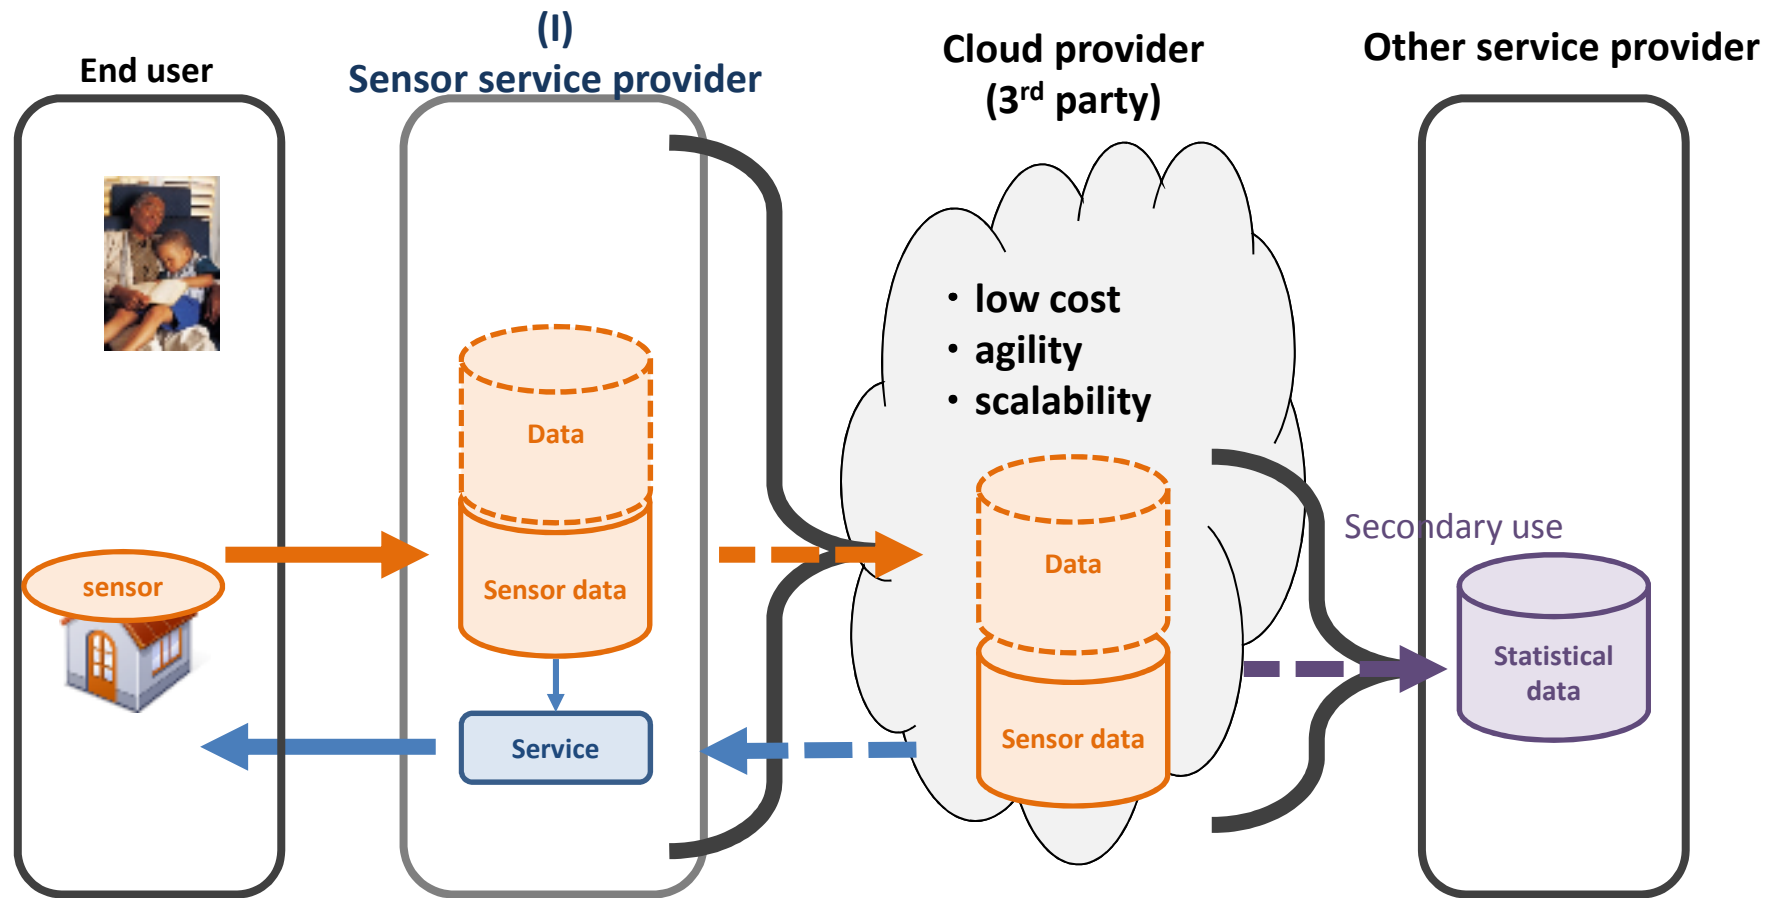 End user
(I)
Sensor service provider
Cloud provider
(3rd party)
Other service provider
・low cost
・agility
・scalability
Data
Sensor data
Service
sensor
Data
Sensor data
Secondary use
Statistical
data